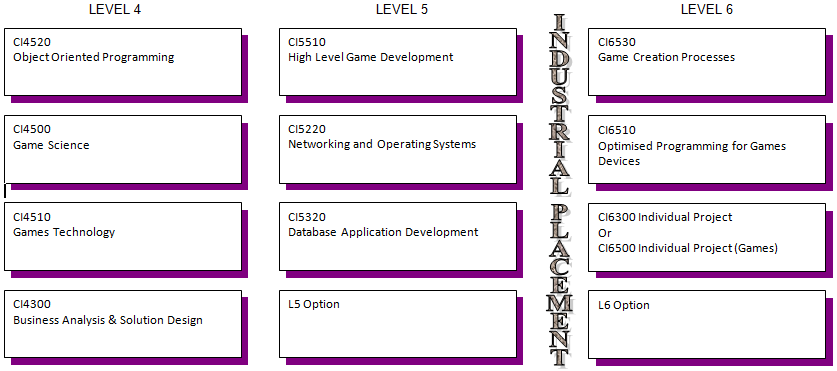 LEVEL 4
CI4520
Object Oriented Programming
CI4500
Game Science
CI4510
Games Technology
CI4300
Business Analysis & Solution Design
LEVEL 5
CI5510
High Level Game Development
CI5220
Networking and Operating Systems
CI5320
Database Application Development
L5 Option
INDUSTRIAL PLACEMENT
LEVEL 6
CI6530
Game Creation Processes
CI6510
Optimised Programming for Games
Devices
CI6300 Individual Project
Or
CI6500 Individual Project (Games)
L6 Option